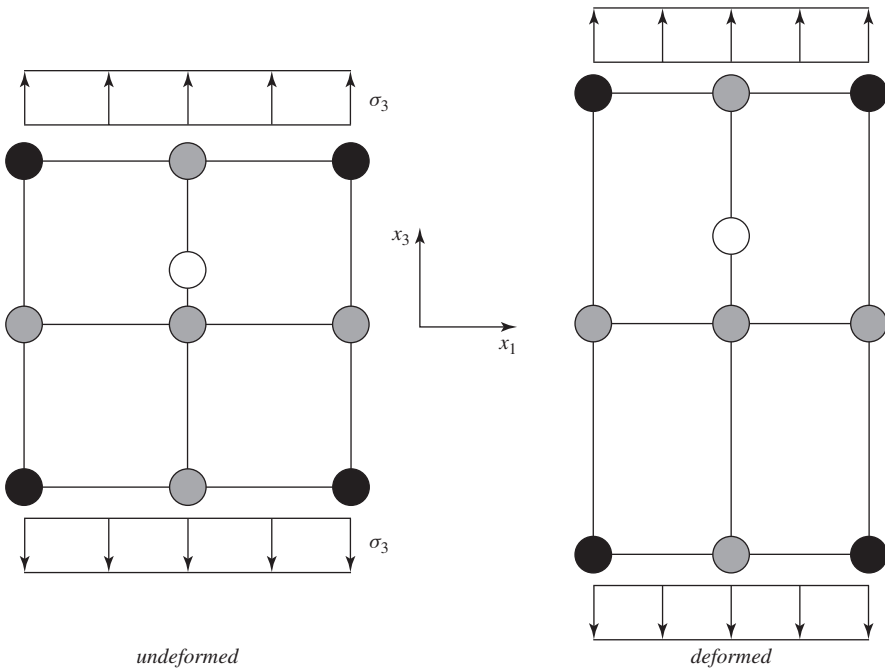 σ3
x3
x1
σ3
undeformed
deformed